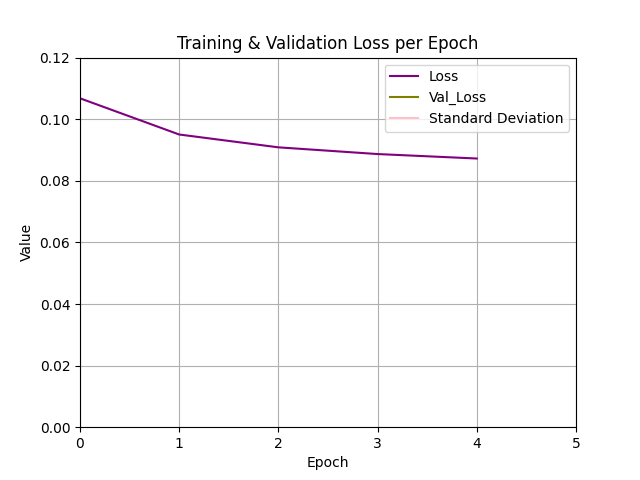 Training & Validation Loss per Epoch
Loss
Val_Loss
Standard Deviation
Value
0.12
0.10
0.08
0.06
0.04
0.02
0.00
0 1 2 3 4 5
Epoch